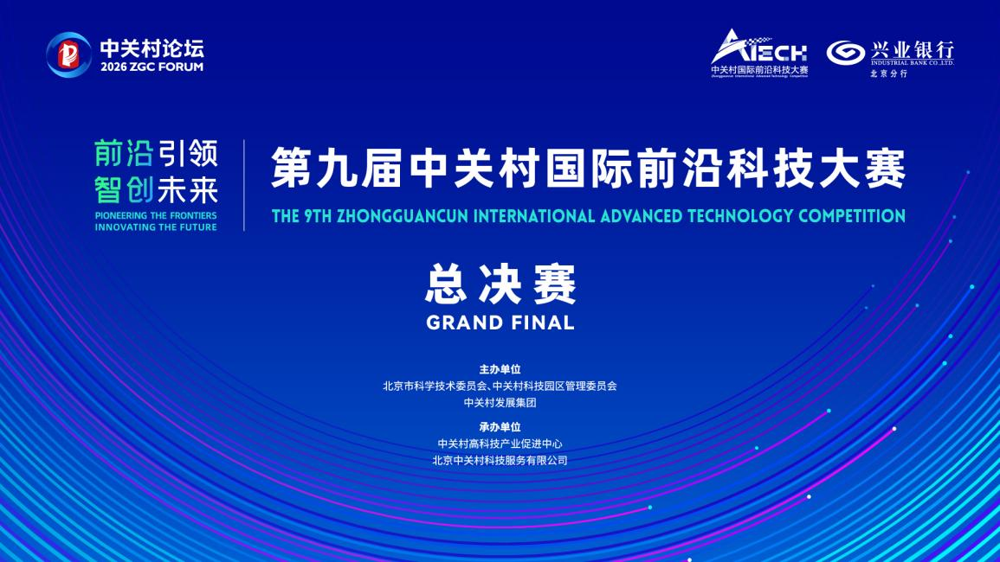 中关村论坛
2026 ZGC FORUM
ATECH
中关村国际前沿科技大赛
Zhongguancun International Advanced Technology Competition
兴业银行
INDUSTRIAL BANK CO.,LTD.
北京分行
前沿引领
智创未来
PIONEERING THE FRONTIERS
INNOVATING THE FUTURE
第九届中关村国际前沿科技大赛
THE 9TH ZHONGGUANCUN INTERNATIONAL ADVANCED TECHNOLOGY COMPETITION
总决赛
GRAND FINAL
主办单位
北京市科学技术委员会、中关村科技园区管理委员会
中关村发展集团
承办单位
中关村高科技产业促进中心
北京中关村科技服务有限公司